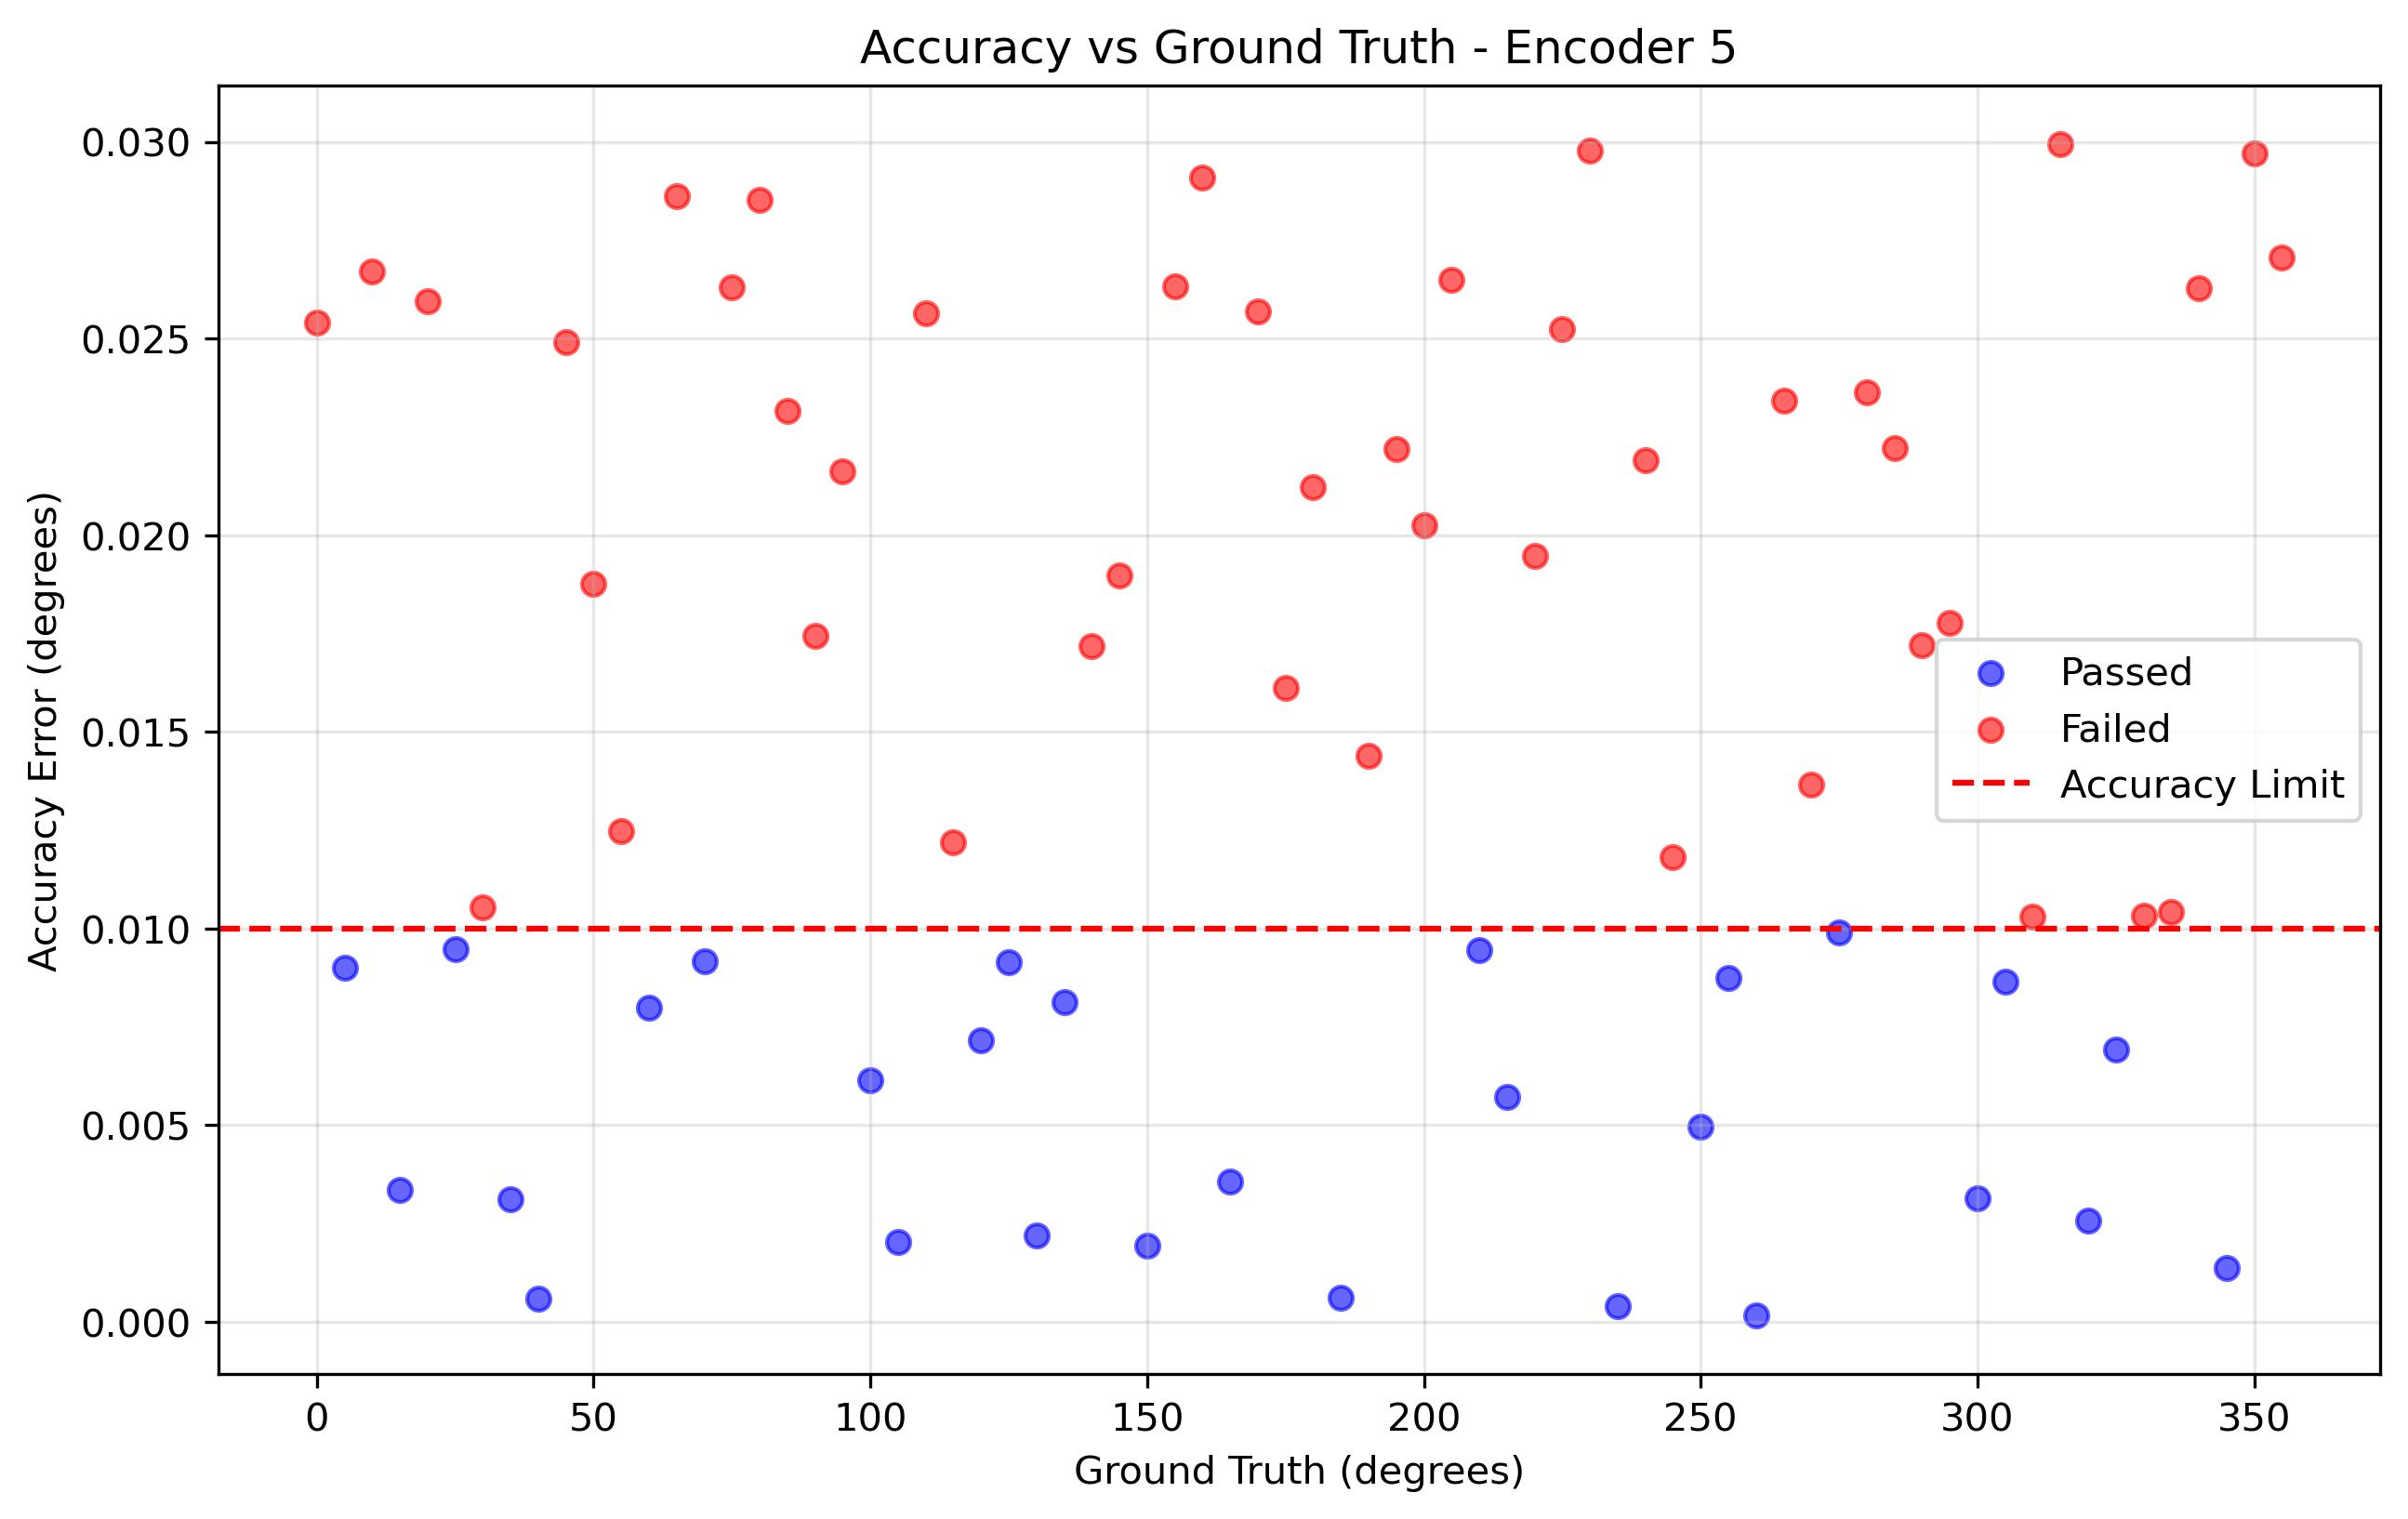 Accuracy vs Ground Truth - Encoder 5
Accuracy Error (degrees)
0.030
0.025
0.020
0.015
0.010
0.005
0.000
Passed
Failed
Accuracy Limit
0 50 100 150 200 250 300 350
Ground Truth (degrees)